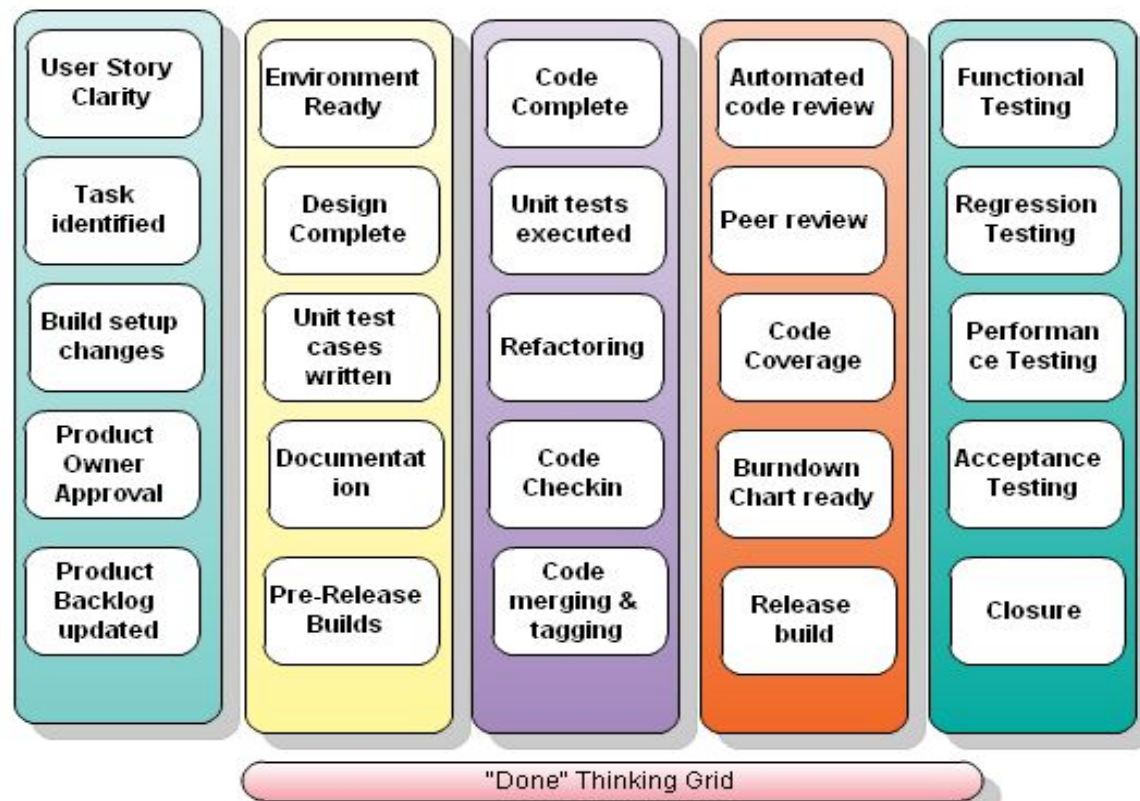 User Story
Clarity
Task
identified
Build setup
changes
Product
Owner
Approval
Product
Backlog
updated
Environment
Ready
Design
Complete
Unit test
cases
written
Documentat
ion
Pre-Release
Builds
Code
Complete
Unit tests
executed
Refactoring
Code
Checkin
Code
merging &
tagging
Automated
code review
Peer review
Code
Coverage
Burndown
Chart ready
Release
build
Functional
Testing
Regression
Testing
Performan
ce Testing
Acceptance
Testing
Closure
"Done" Thinking Grid